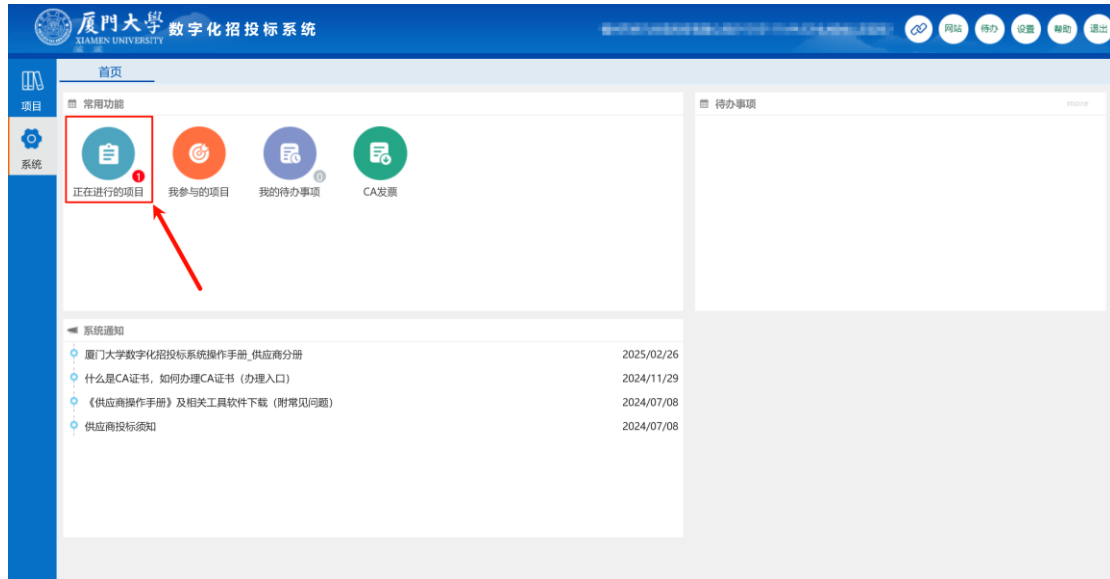 厦門大學 数字化招投标系统
XIAMEN UNIVERSITY
网站 待办 设置 帮助 退出
项目
系统
首页
常用功能
1
0
正在进行的项目 我参与的项目 我的待办事项 CA发票
待办事项 more
系统通知
厦门大学数字化招投标系统操作手册_供应商分册 2025/02/26
什么是CA证书，如何办理CA证书（办理入口） 2024/11/29
《供应商操作手册》及相关工具软件下载（附常见问题） 2024/07/08
供应商投标须知 2024/07/08